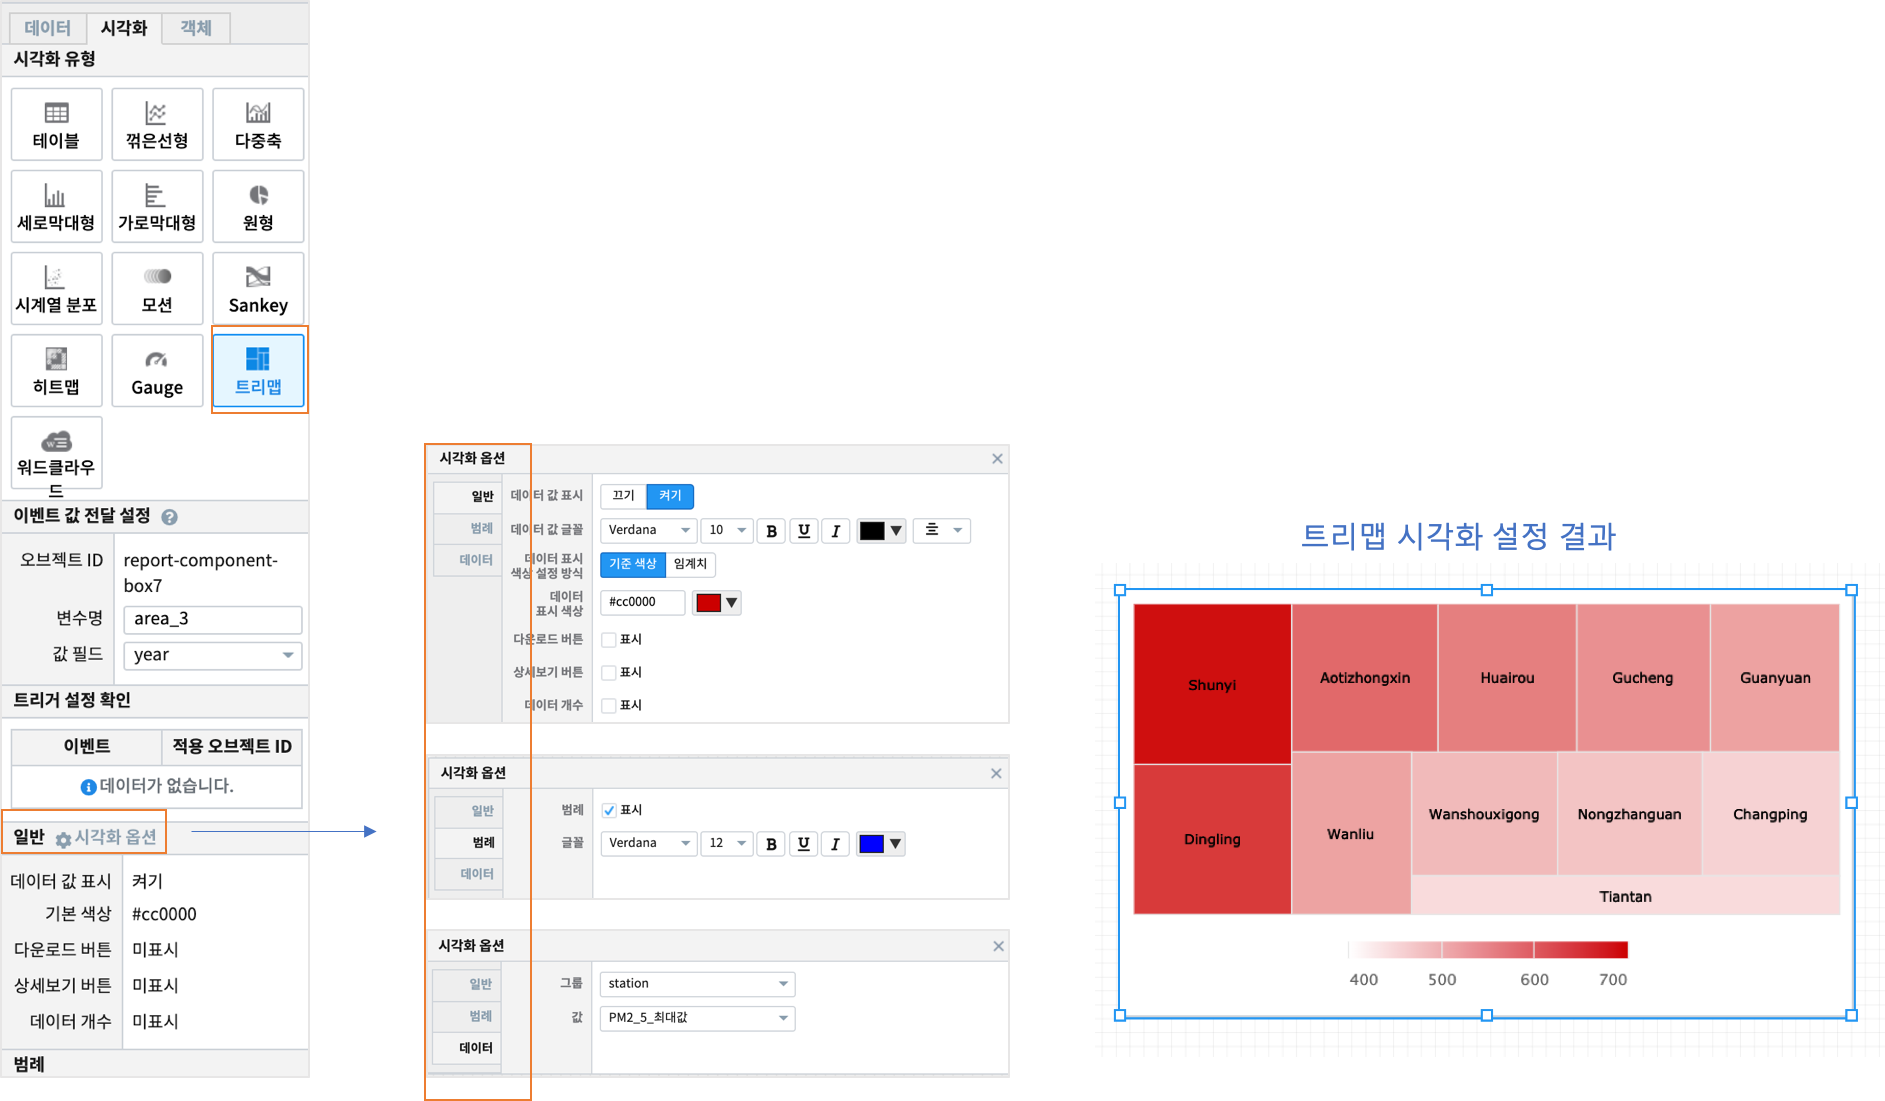 데이터
시각화
객체
시각화 유형
테이블
꺾은선형
다중축
세로막대형
가로막대형
원형
시계열 분포
모션
Sankey
히트맵
Gauge
트리맵
워드클라우
드
이벤트 값 전달 설정
오브젝트 ID
report-component-
box7
변수명
area_3
값 필드
year
트리거 설정 확인
이벤트
적용 오브젝트 ID
데이터가 없습니다.
일반
시각화 옵션
데이터 값 표시
켜기
기본 색상
#cc0000
다운로드 버튼
미표시
상세보기 버튼
미표시
데이터 개수
미표시
범례
시각화 옵션
일반
범례
데이터
데이터 값 표시
끄기
켜기
데이터 값 글꼴
Verdana
10
B
U
I
데이터 표시
색상 설정 방식
기준 색상
임계치
데이터
표시 색상
#cc0000
다운로드 버튼
표시
상세보기 버튼
표시
데이터 개수
표시
시각화 옵션
일반
범례
데이터
범례
표시
글꼴
Verdana
12
B
U
I
시각화 옵션
일반
범례
데이터
그룹
station
값
PM2_5_최대값
트리맵 시각화 설정 결과
Shunyi
Aotizhongxin
Huairou
Gucheng
Guanyuan
Dingling
Wanliu
Wanshouxigong
Nongzhanguan
Changping
Tiantan
400
500
600
700